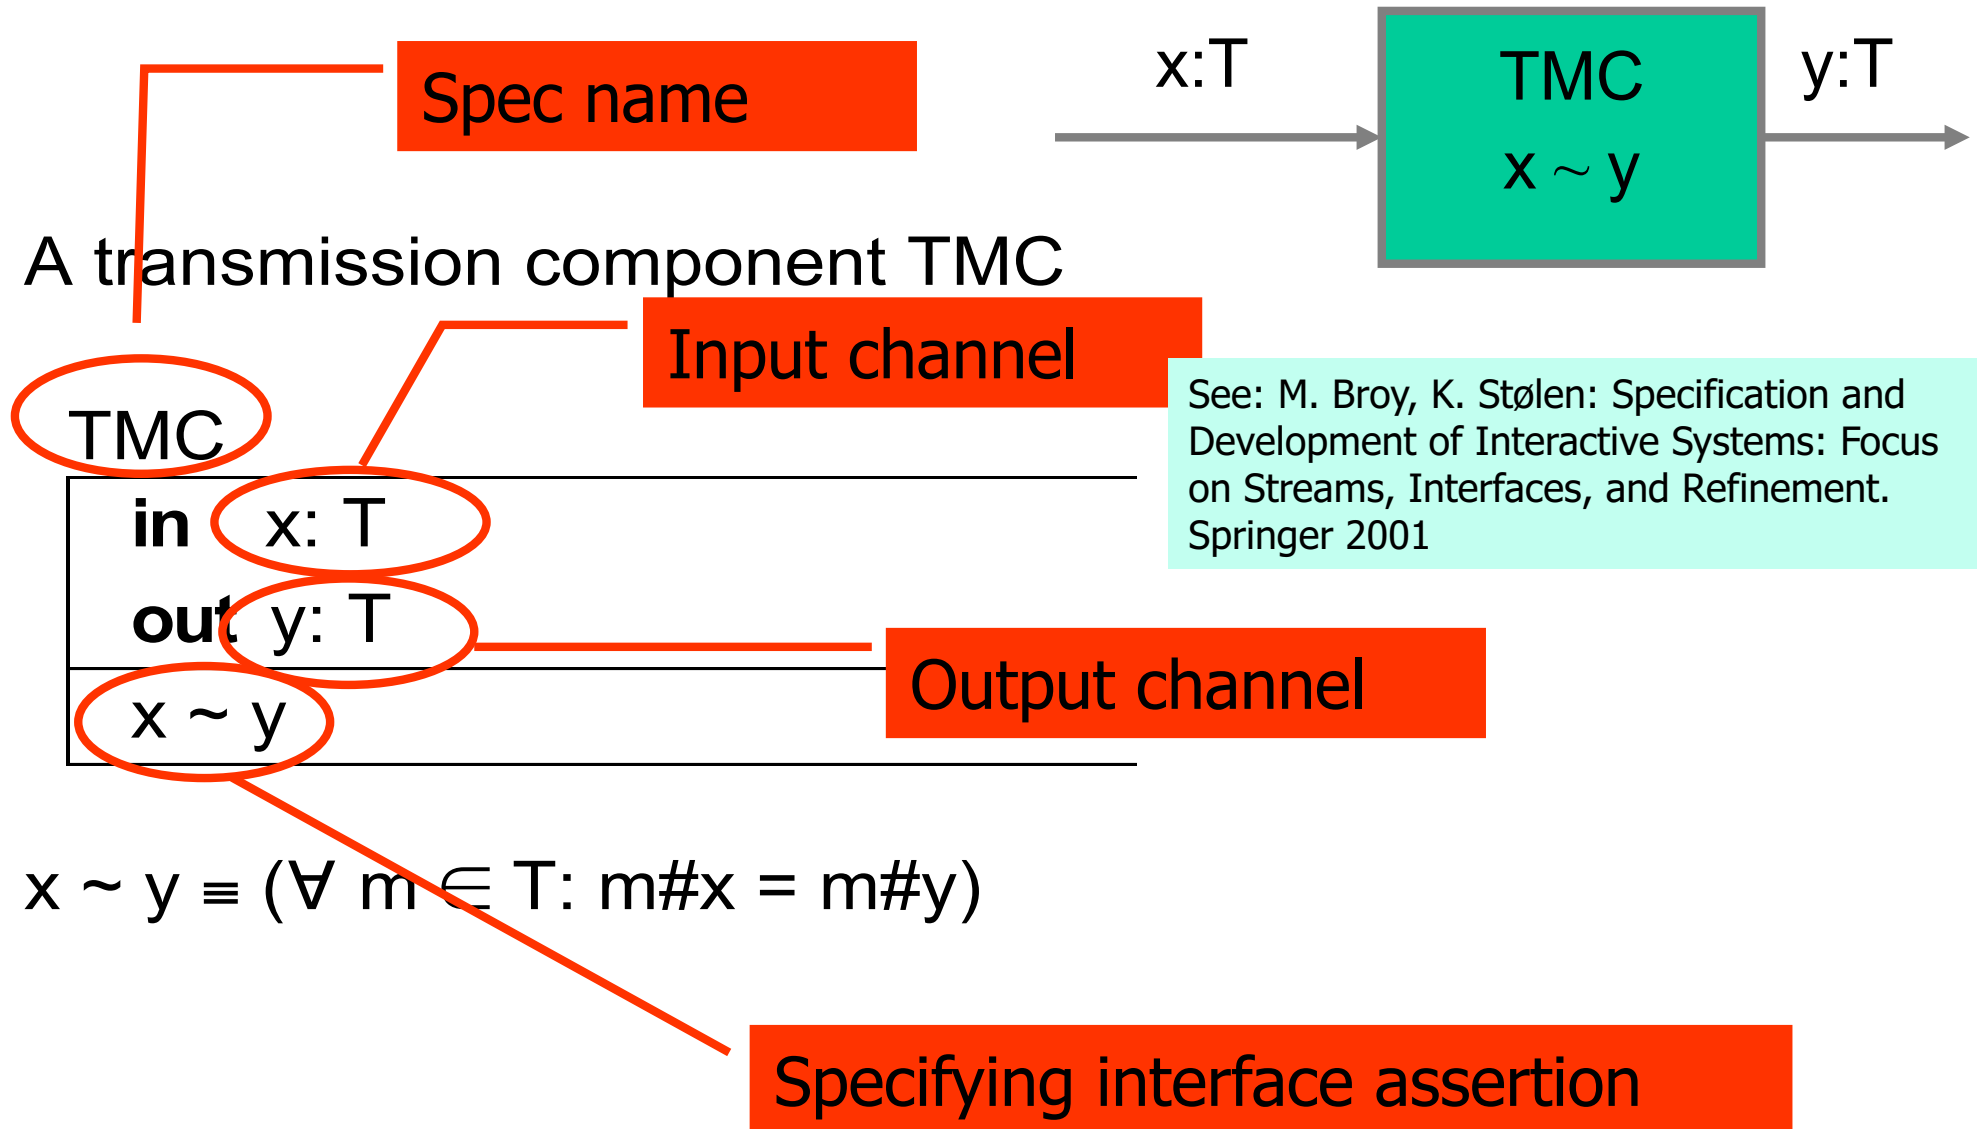 Spec name
x:T
TMC
x ~ y
y:T
A transmission component TMC
Input channel
See: M. Broy, K. Stølen: Specification and
Development of Interactive Systems: Focus
on Streams, Interfaces, and Refinement.
Springer 2001
TMC
in x: T
out y: T
Output channel
x ~ y
x ~ y ≡ (∀ m ∈ T: m#x = m#y)
Specifying interface assertion